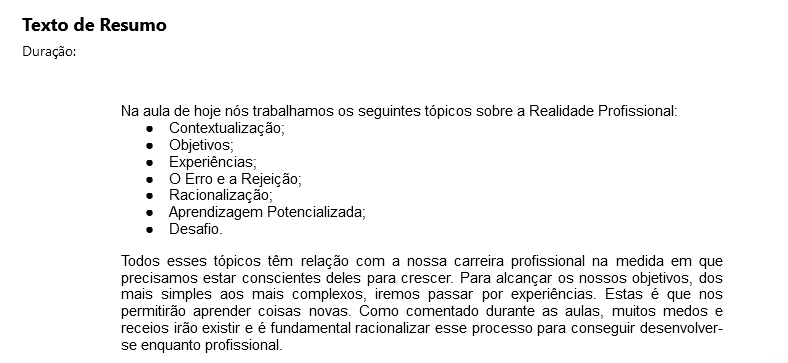 Texto de Resumo
Duração:
Na aula de hoje nós trabalhamos os seguintes tópicos sobre a Realidade Profissional:
● Contextualização;
● Objetivos;
● Experiências;
● O Erro e a Rejeição;
● Racionalização;
● Aprendizagem Potencializada;
● Desafio.
Todos esses tópicos têm relação com a nossa carreira profissional na medida em que
precisamos estar conscientes deles para crescer. Para alcançar os nossos objetivos, dos
mais simples aos mais complexos, iremos passar por experiências. Estas é que nos
permitirão aprender coisas novas. Como comentado durante as aulas, muitos medos e
receios irão existir e é fundamental racionalizar esse processo para conseguir desenvolver-
se enquanto profissional.